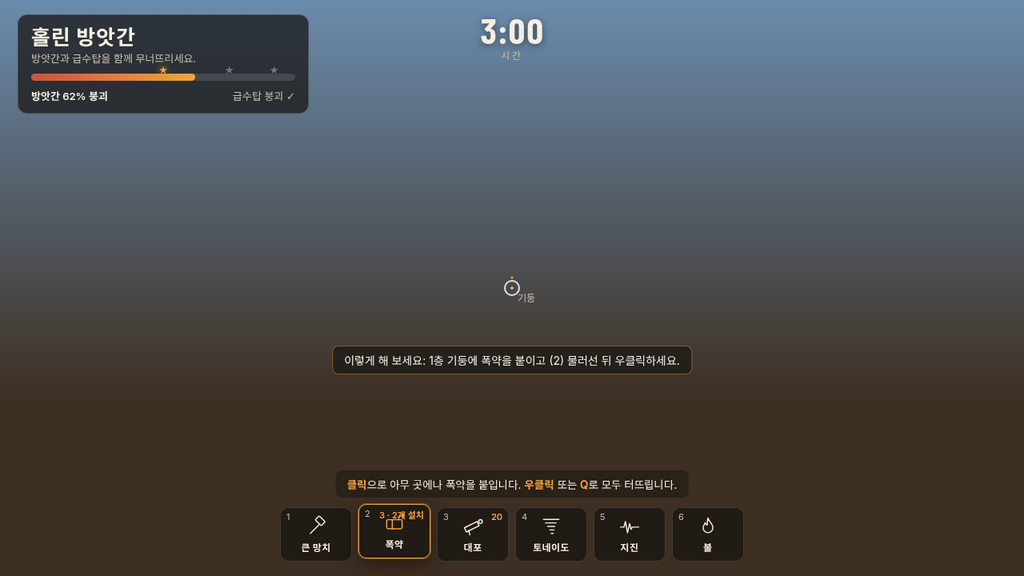 홀린 방앗간
방앗간과 급수탑을 함께 무너뜨리세요.
방앗간 62% 붕괴
급수탑 붕괴 ✓
3:00
시간
기둥
이렇게 해 보세요: 1층 기둥에 폭약을 붙이고 (2) 물러선 뒤 우클릭하세요.
클릭으로 아무 곳에나 폭약을 붙입니다. 우클릭 또는 Q로 모두 터뜨립니다.
1
큰 망치
2
3 · 2개 설치
폭약
3
20
대포
4
토네이도
5
지진
6
불